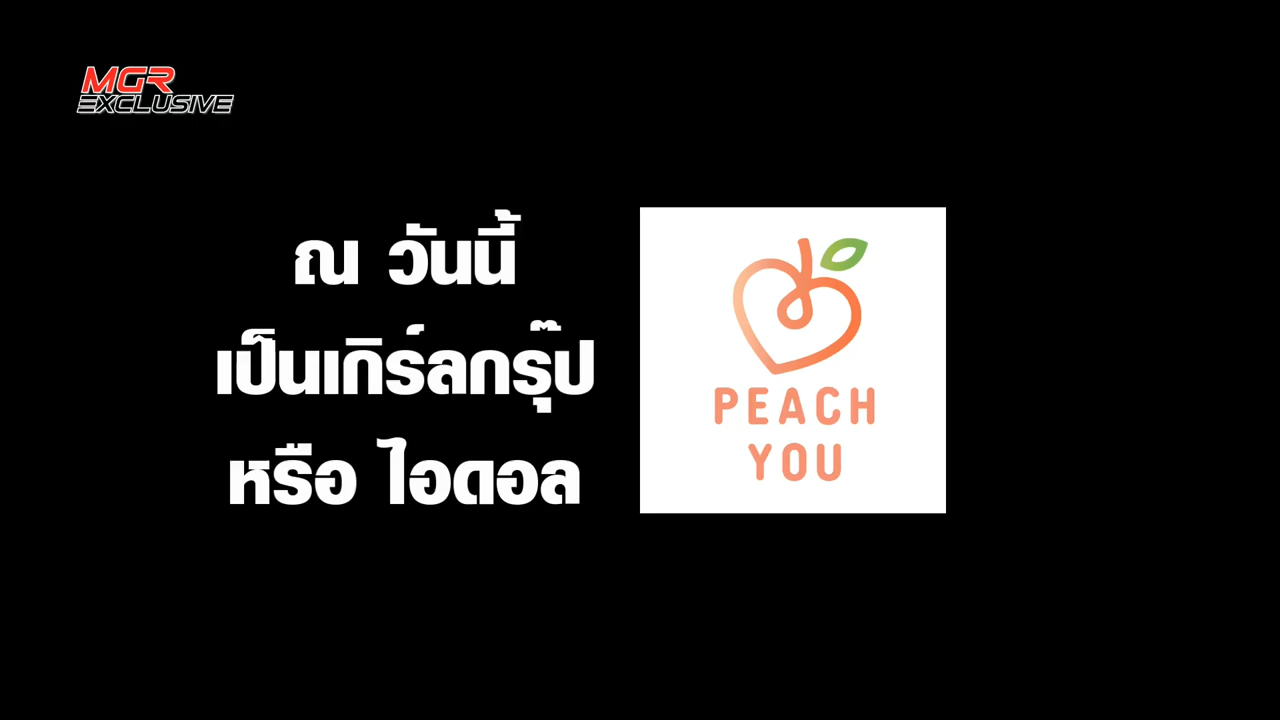 MGR
EXCLUSIVE
ณ วันนี้
เป็นเกิร์ลกรุ๊ป
หรือ ไอดอล
PEACH
YOU